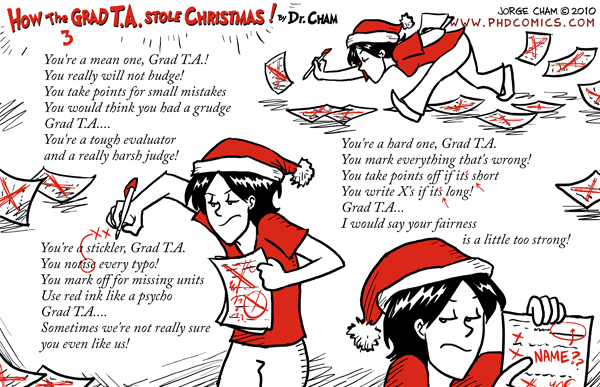 HOW THE GRAD T.A. STOLE CHRISTMAS! By DR. CHAM
JORGE CHAM © 2010
WWW.PHDCOMICS.COM
3
You're a mean one, Grad T.A.!
You really will not budge!
You take points for small mistakes
You would think you had a grudge
Grad T.A....
You're a tough evaluator
and a really harsh judge!
You're a hard one, Grad T.A.
You mark everything that's wrong!
You take points off if it's short
You write X's if it's long!
Grad T.A...
I would say your fairness
is a little too strong!
x x
You're a stickler, Grad T.A.
You notise every typo!
You mark off for missing units
Use red ink like a psycho
Grad T.A....
Sometimes we're not really sure
you even like us!
NAME??